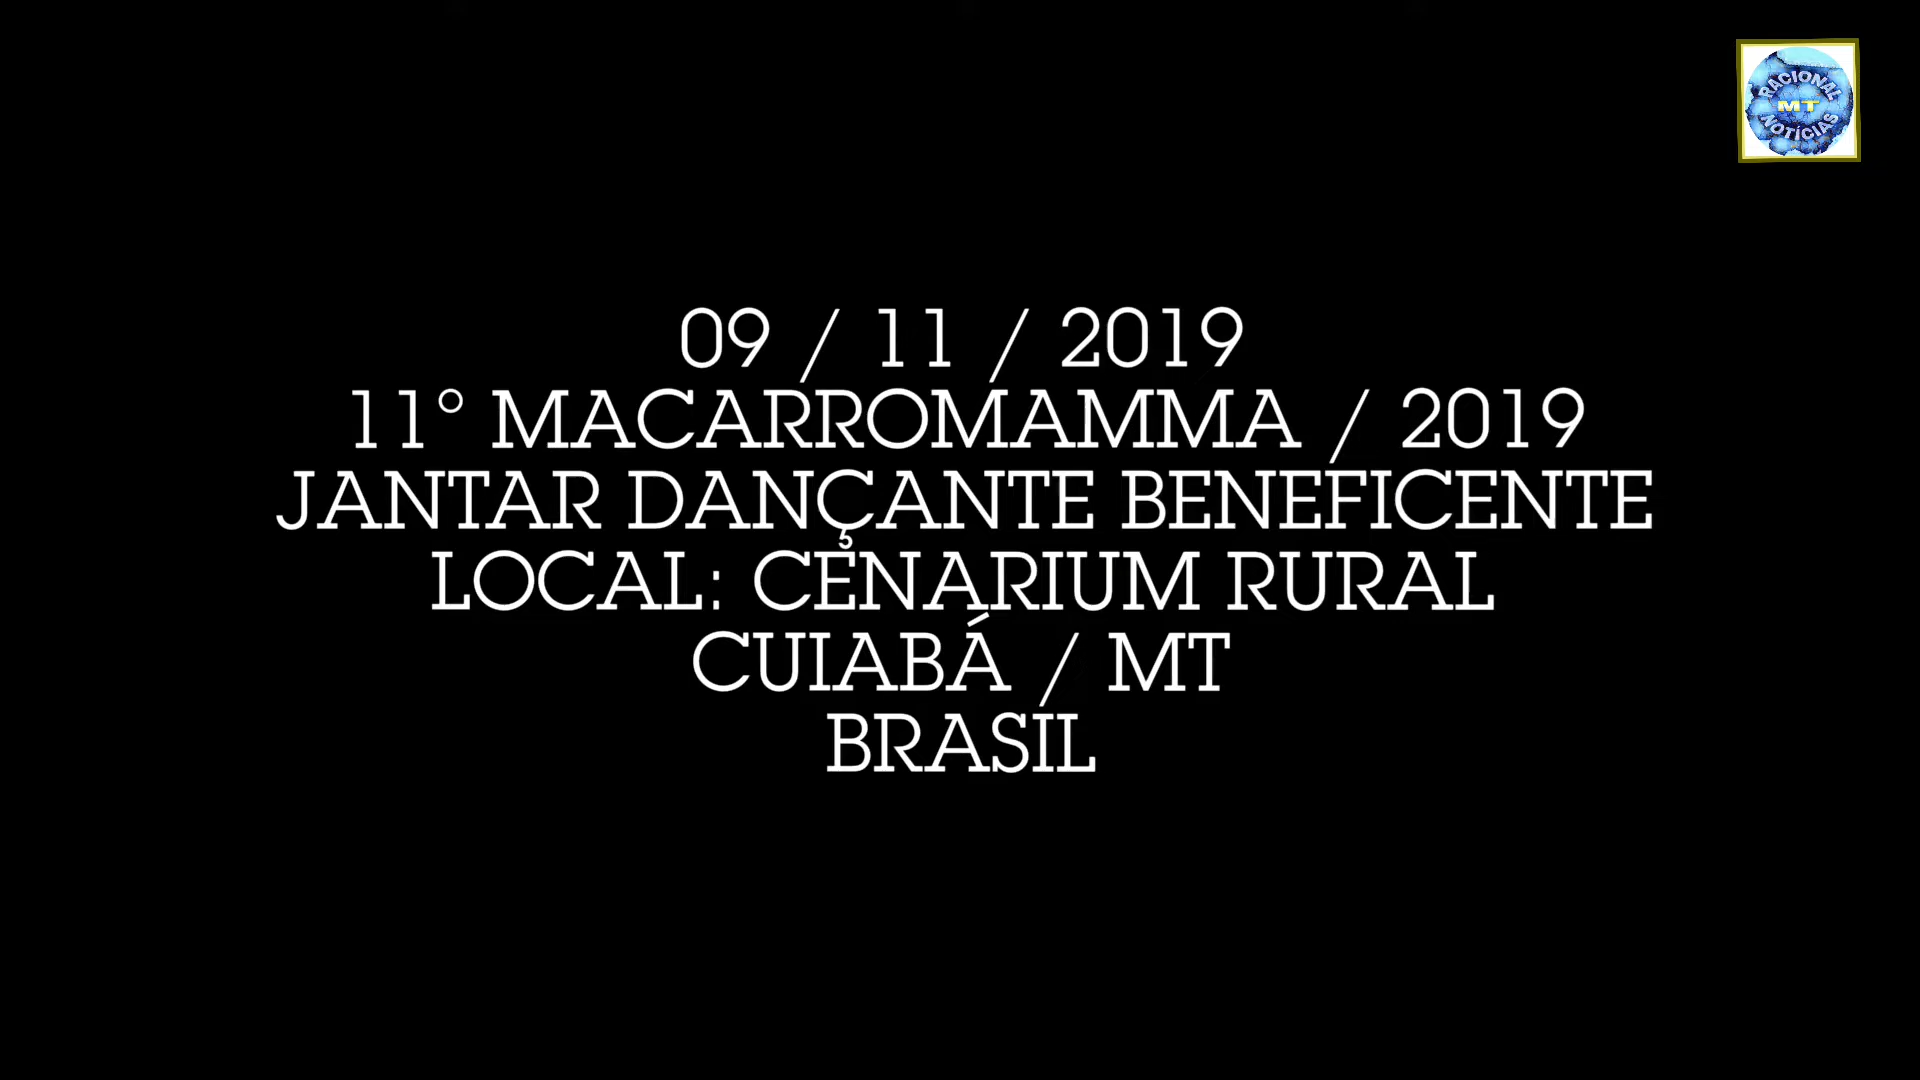 RACIONAL
MT
NOTÍCIAS
09 / 11 / 2019
11° MACARROMAMMA / 2019
JANTAR DANÇANTE BENEFICENTE
LOCAL: CENARIUM RURAL
CUIABÁ / MT
BRASIL